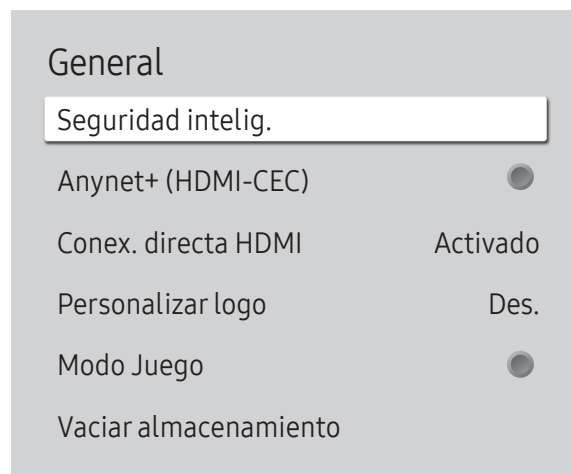 General
Seguridad intelig.
Anynet+ (HDMI-CEC)
Conex. directa HDMI Activado
Personalizar logo Des.
Modo Juego
Vaciar almacenamiento